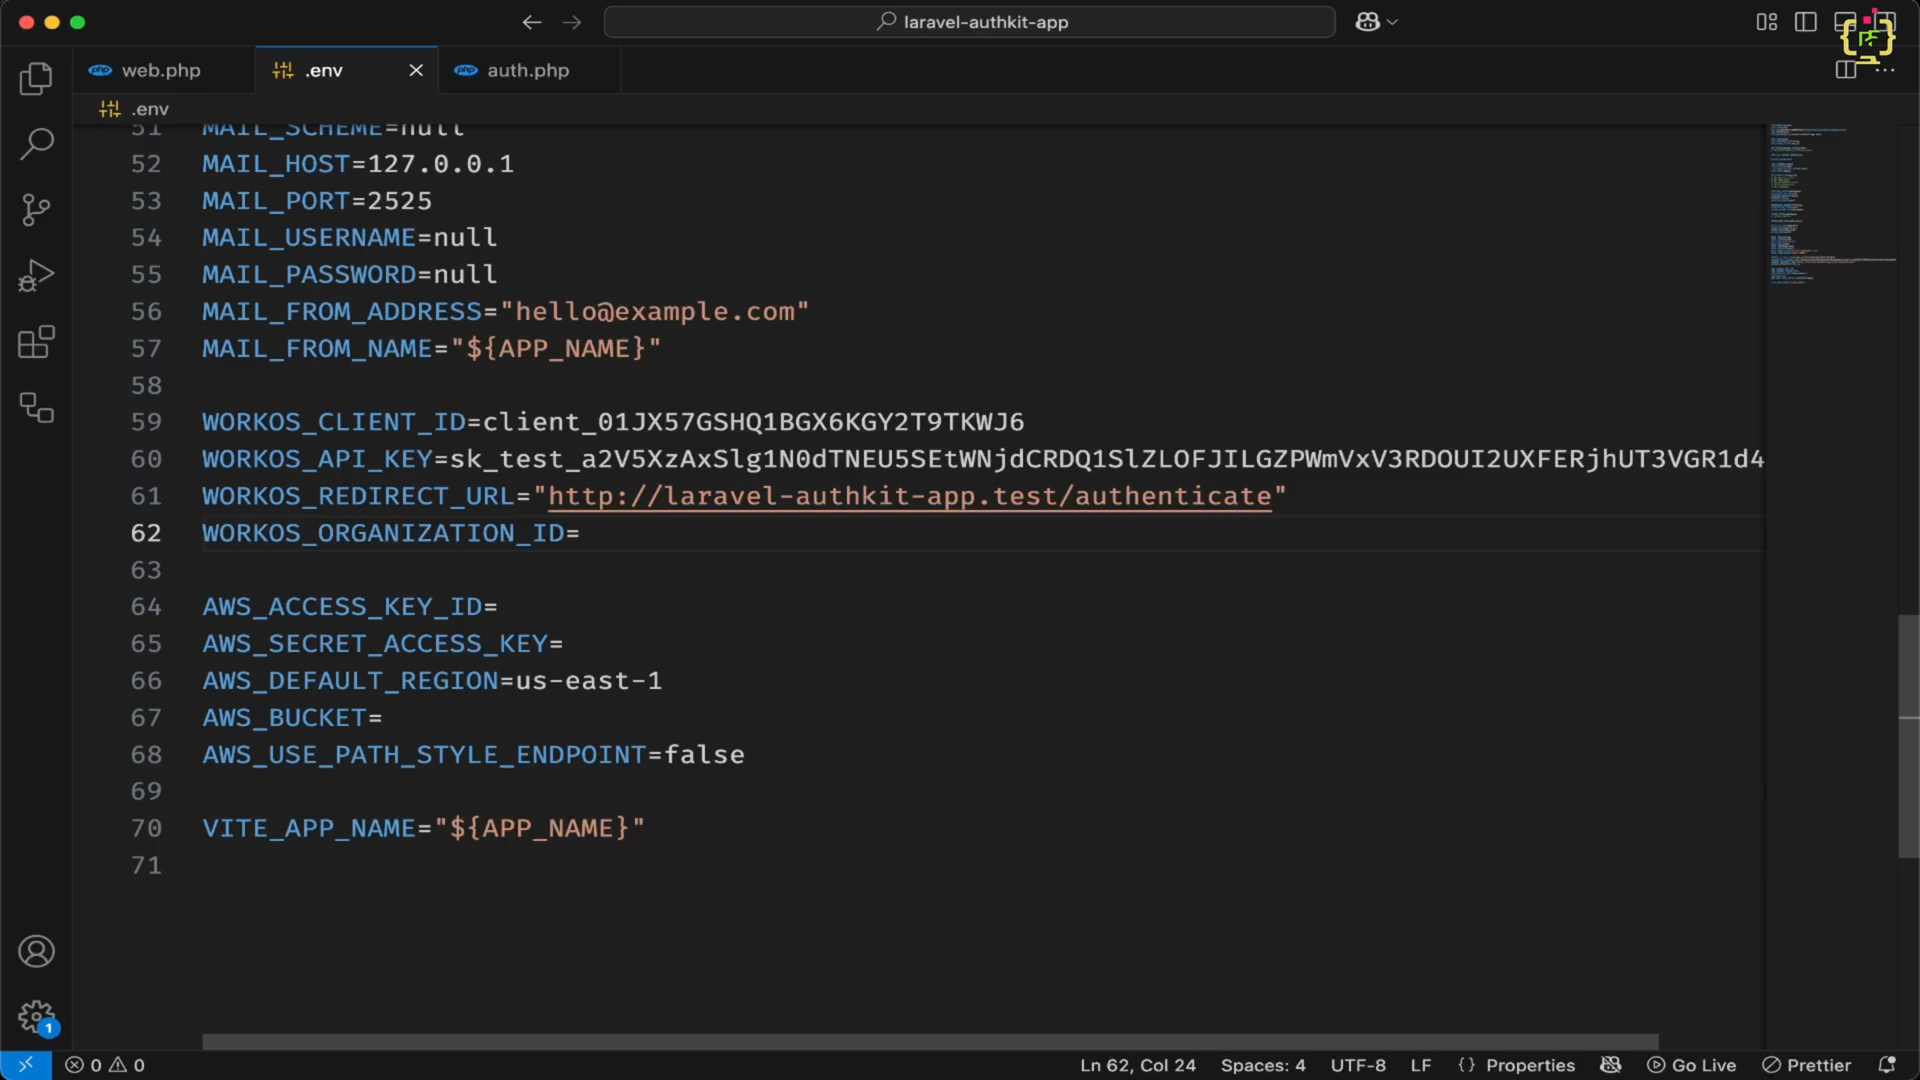 laravel-authkit-app
web.php
.env
auth.php
.env
51 MAIL_SCHEME=null
52 MAIL_HOST=127.0.0.1
53 MAIL_PORT=2525
54 MAIL_USERNAME=null
55 MAIL_PASSWORD=null
56 MAIL_FROM_ADDRESS="hello@example.com"
57 MAIL_FROM_NAME="${APP_NAME}"
58
59 WORKOS_CLIENT_ID=client_01JX57GSHQ1BGX6KGY2T9TKWJ6
60 WORKOS_API_KEY=sk_test_a2V5XzAxSlg1N0dTNEU5SEtWNjdCRDQ1SlZLOFJILGZPWmVxV3RDOUI2UXFERjhUT3VGR1d4
61 WORKOS_REDIRECT_URL="http://laravel-authkit-app.test/authenticate"
62 WORKOS_ORGANIZATION_ID=
63
64 AWS_ACCESS_KEY_ID=
65 AWS_SECRET_ACCESS_KEY=
66 AWS_DEFAULT_REGION=us-east-1
67 AWS_BUCKET=
68 AWS_USE_PATH_STYLE_ENDPOINT=false
69
70 VITE_APP_NAME="${APP_NAME}"
71
1
0 0 Ln 62, Col 24 Spaces: 4 UTF-8 LF {} Properties Go Live Prettier